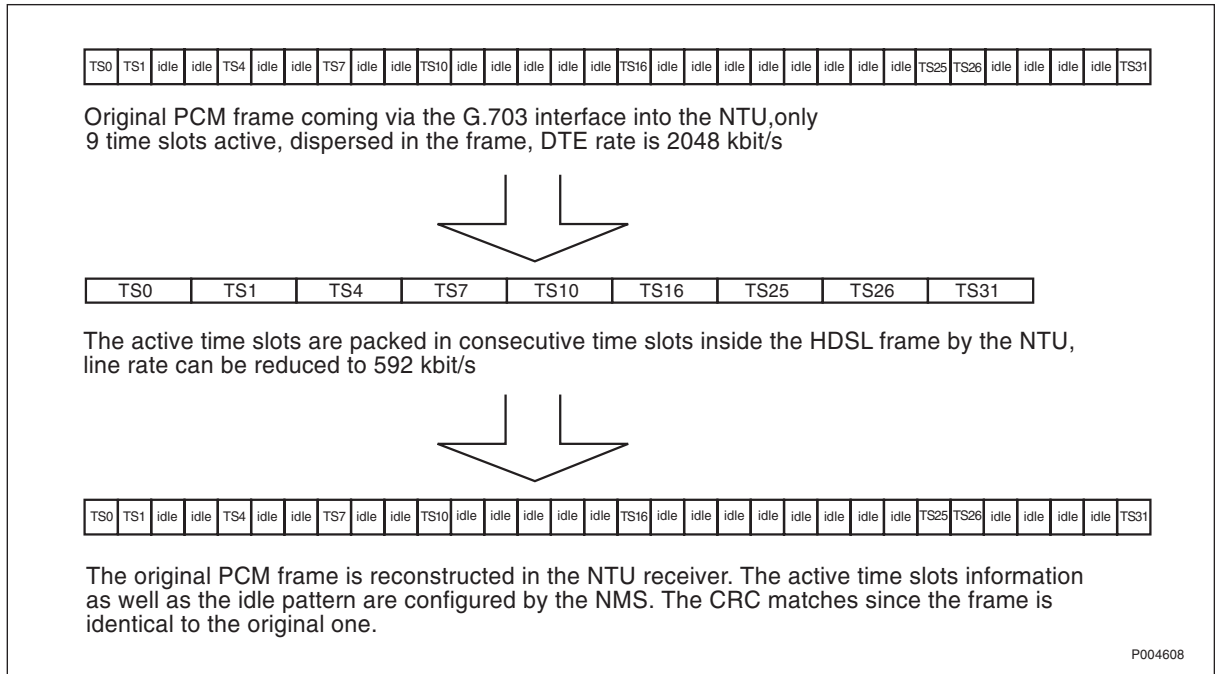 TS0 TS1 idle idle TS4 idle idle TS7 idle idle TS10 idle idle idle idle idle TS16 idle idle idle idle idle idle idle idle TS25 TS26 idle idle idle idle TS31
Original PCM frame coming via the G.703 interface into the NTU,only
9 time slots active, dispersed in the frame, DTE rate is 2048 kbit/s
TS0 TS1 TS4 TS7 TS10 TS16 TS25 TS26 TS31
The active time slots are packed in consecutive time slots inside the HDSL frame by the NTU,
line rate can be reduced to 592 kbit/s
TS0 TS1 idle idle TS4 idle idle TS7 idle idle TS10 idle idle idle idle idle TS16 idle idle idle idle idle idle idle idle TS25 TS26 idle idle idle idle TS31
The original PCM frame is reconstructed in the NTU receiver. The active time slots information
as well as the idle pattern are configured by the NMS. The CRC matches since the frame is
identical to the original one.
P004608